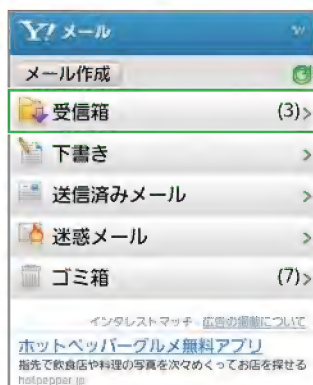 Y! メール
メール作成
受信箱 (3)
下書き
送信済みメール
迷惑メール
ゴミ箱 (7)
インタレストマッチ - 広告の掲載について
ホットペッパーグルメ無料アプリ
指先で飲食店や料理の写真を次々めくってお店を探せる
hotpepper.jp